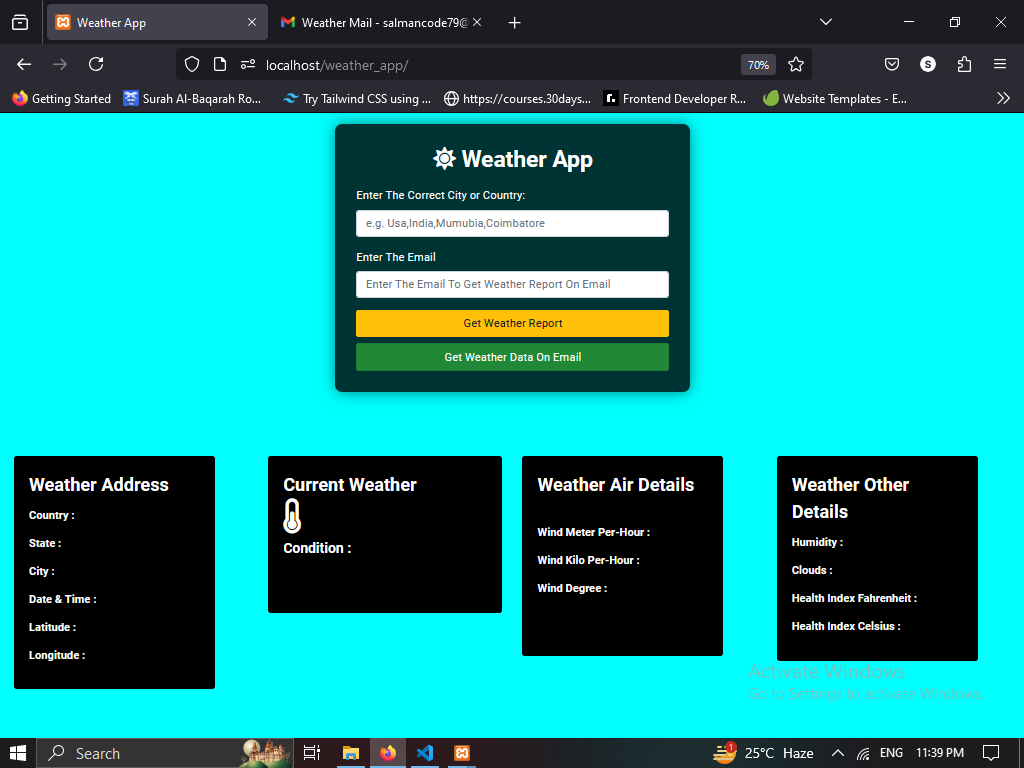 Weather App
Weather Mail - salmancode79@
localhost/weather_app/
70%
S
Getting Started
Surah Al-Baqarah Ro...
Try Tailwind CSS using ...
https://courses.30days...
r.
Frontend Developer R...
Website Templates - E...
Weather App
Enter The Correct City or Country:
e.g. Usa,India,Mumubia,Coimbatore
Enter The Email
Enter The Email To Get Weather Report On Email
Get Weather Report
Get Weather Data On Email
Weather Address
Country :
State :
City :
Date & Time :
Latitude :
Longitude :
Current Weather
Condition :
Weather Air Details
Wind Meter Per-Hour :
Wind Kilo Per-Hour :
Wind Degree :
Weather Other
Details
Humidity :
Clouds :
Health Index Fahrenheit :
Health Index Celsius :
Activate Windows
Go to Settings to activate Windows.
Search
1
25°C Haze
ENG
11:39 PM